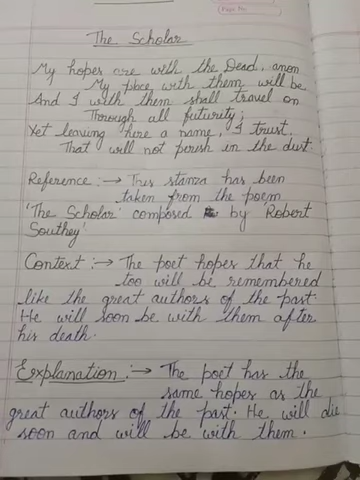 The Scholar
My hopes are with the Dead, anon
My place with them will be.
And I with them shall travel on
Through all futurity;
Yet leaving here a name, I trust.
That will not perish in the dust.
Reference :→ This stanza has been
taken from the poem
'The Scholar' composed by Robert
Southey'
Context :→ The poet hopes that he
too will be remembered
like the great authors of the past.
He will soon be with them after
his death.
Explanation :→ The poet has the
same hopes as the
great authors of the past. He will die
soon and will be with them.